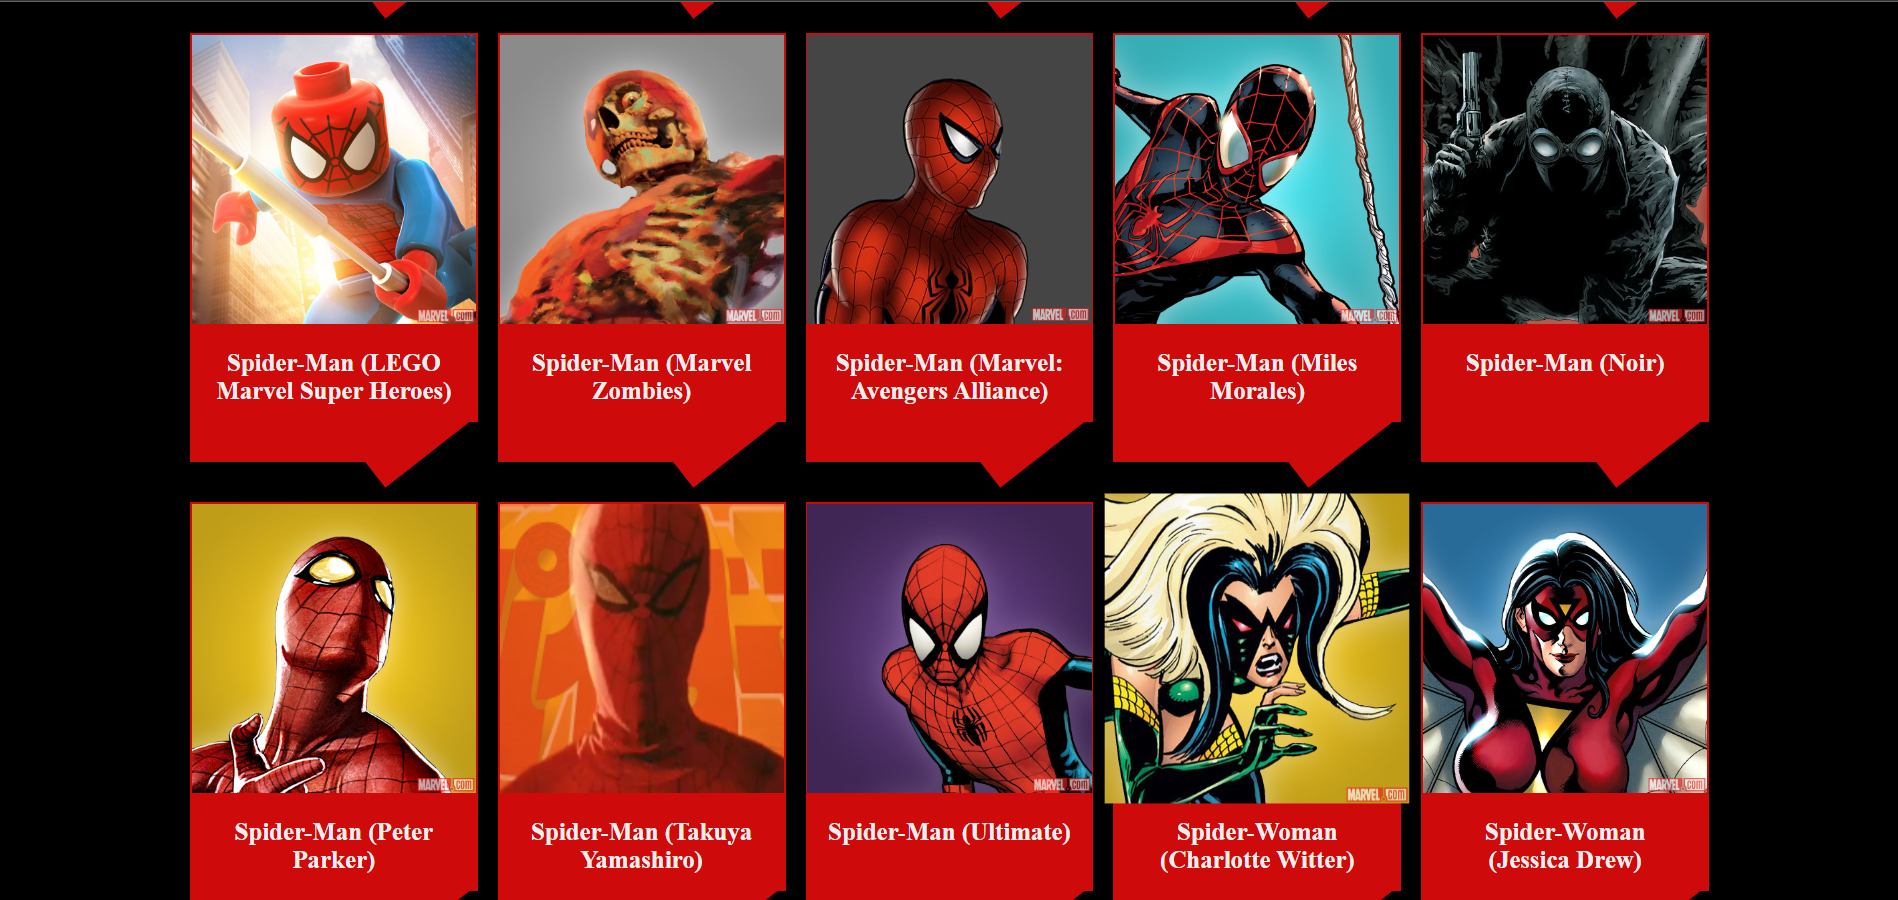 MARVEL.com
MARVEL.com
MARVEL.com
MARVEL.com
MARVEL.com
Spider-Man (LEGO
Marvel Super Heroes)
Spider-Man (Marvel
Zombies)
Spider-Man (Marvel:
Avengers Alliance)
Spider-Man (Miles
Morales)
Spider-Man (Noir)
MARVEL.com
MARVEL.com
MARVEL.com
MARVEL.com
Spider-Man (Peter
Parker)
Spider-Man (Takuya
Yamashiro)
Spider-Man (Ultimate)
Spider-Woman
(Charlotte Witter)
Spider-Woman
(Jessica Drew)